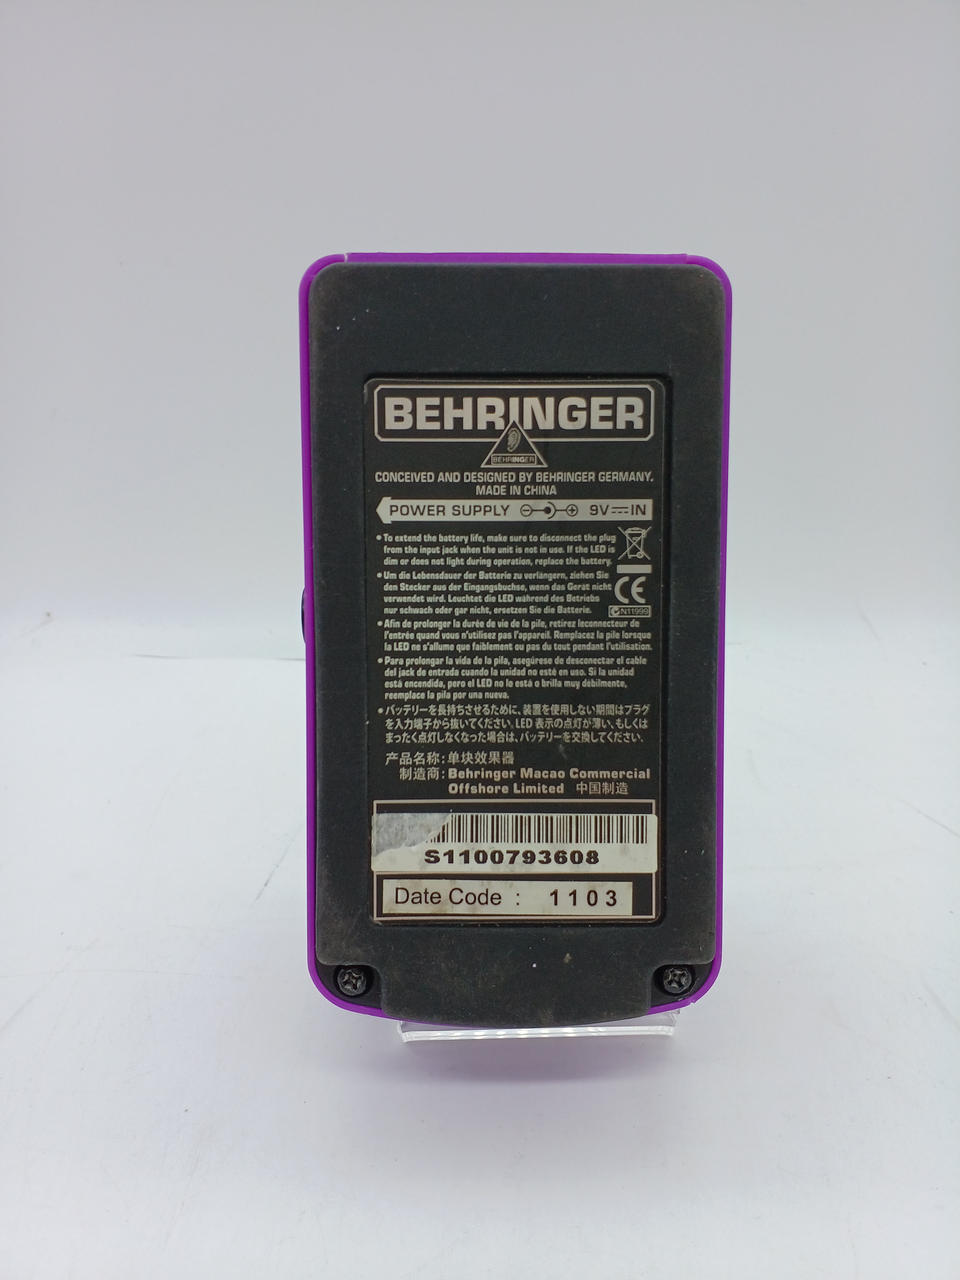 BEHRINGER
BEHRINGER
CONCEIVED AND DESIGNED BY BEHRINGER GERMANY.
MADE IN CHINA
POWER SUPPLY 9V IN
• To extend the battery life, make sure to disconnect the plug
from the input jack when the unit is not in use. If the LED is
dim or does not light during operation, replace the battery.
• Um die Lebensdauer der Batterie zu verlängern, ziehen Sie
den Stecker aus der Eingangsbuchse, wenn das Gerät nicht
verwendet wird. Leuchtet die LED während des Betriebs
nur schwach oder gar nicht, ersetzen Sie die Batterie.
CE
N11999
• Afin de prolonger la durée de vie de la pile, retirez leconnecteur de
l'entrée quand vous n'utilisez pas l'appareil. Remplacez la pile lorsque
la LED ne s'allume que faiblement ou pas du tout pendant l'utilisation.
• Para prolongar la vida de la pila, asegúrese de desconectar el cable
del jack de entrada cuando la unidad no esté en uso. Si la unidad
está encendida, pero el LED no lo está o brilla muy débilmente,
reemplace la pila por una nueva.
• バッテリーを長持ちさせるために、装置を使用しない期間はプラグ
を入力端子から抜いてください。LED 表示の点灯が薄い、もしくは
まったく点灯しなくなった場合は、バッテリーを交換してください.
产品名称: 单块效果器
制造商: Behringer Macao Commercial
Offshore Limited 中国制造
S1100793608
Date Code : 1103